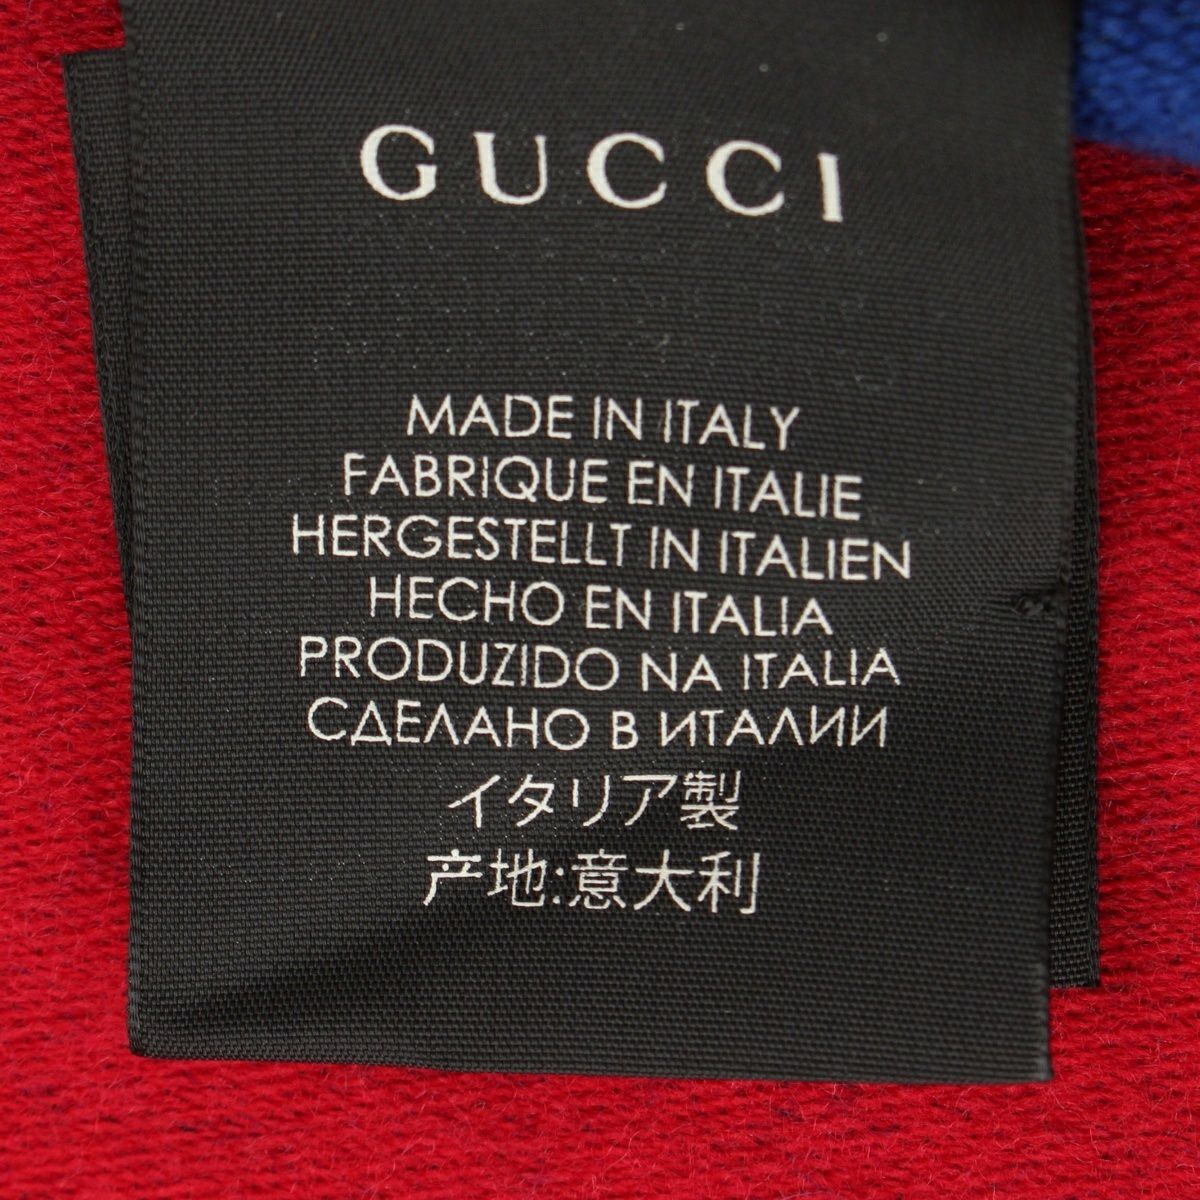 GUCCI
MADE IN ITALY
FABRIQUE EN ITALIE
HERGESTELLT IN ITALIEN
HECHO EN ITALIA
PRODUZIDO NA ITALIA
СДЕЛАНО В ИТАЛИИ
イタリア製
产地:意大利